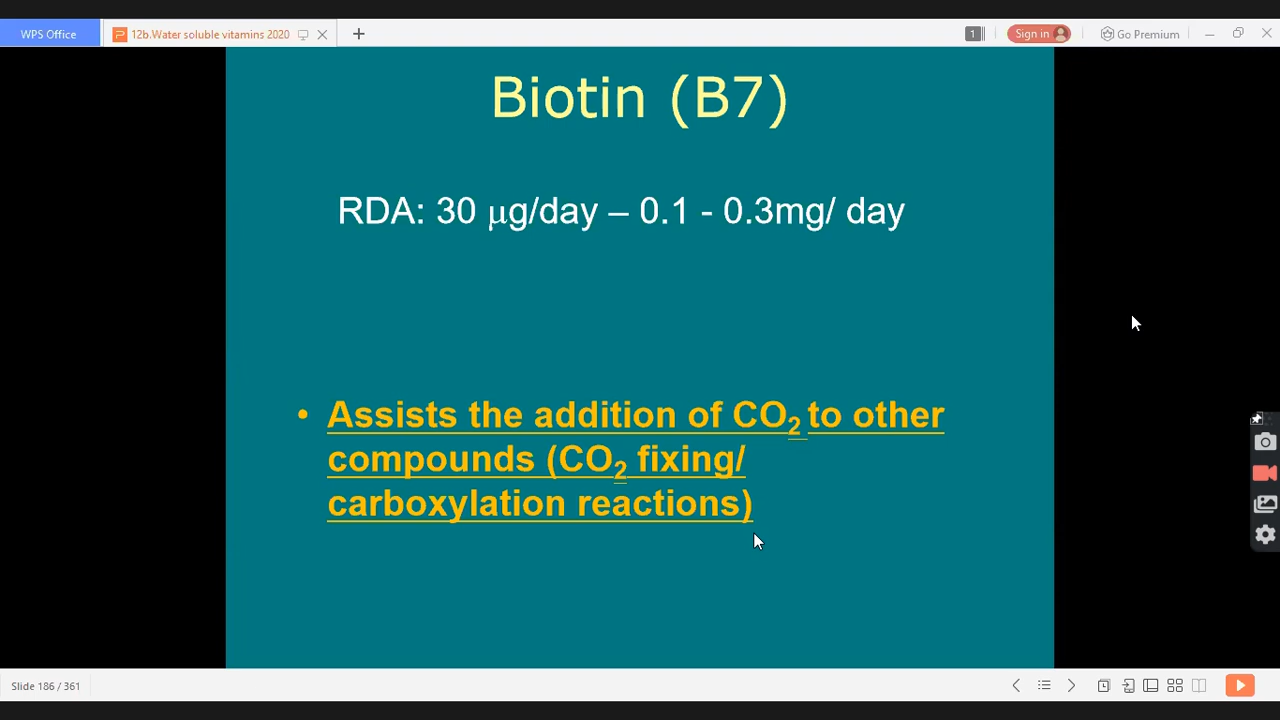 WPS Office
12b.Water soluble vitamins 2020
1
Sign in
Go Premium
Biotin (B7)
RDA: 30 μg/day – 0.1 - 0.3mg/ day
• Assists the addition of CO₂ to other
compounds (CO₂ fixing/
carboxylation reactions)
Slide 186 / 361